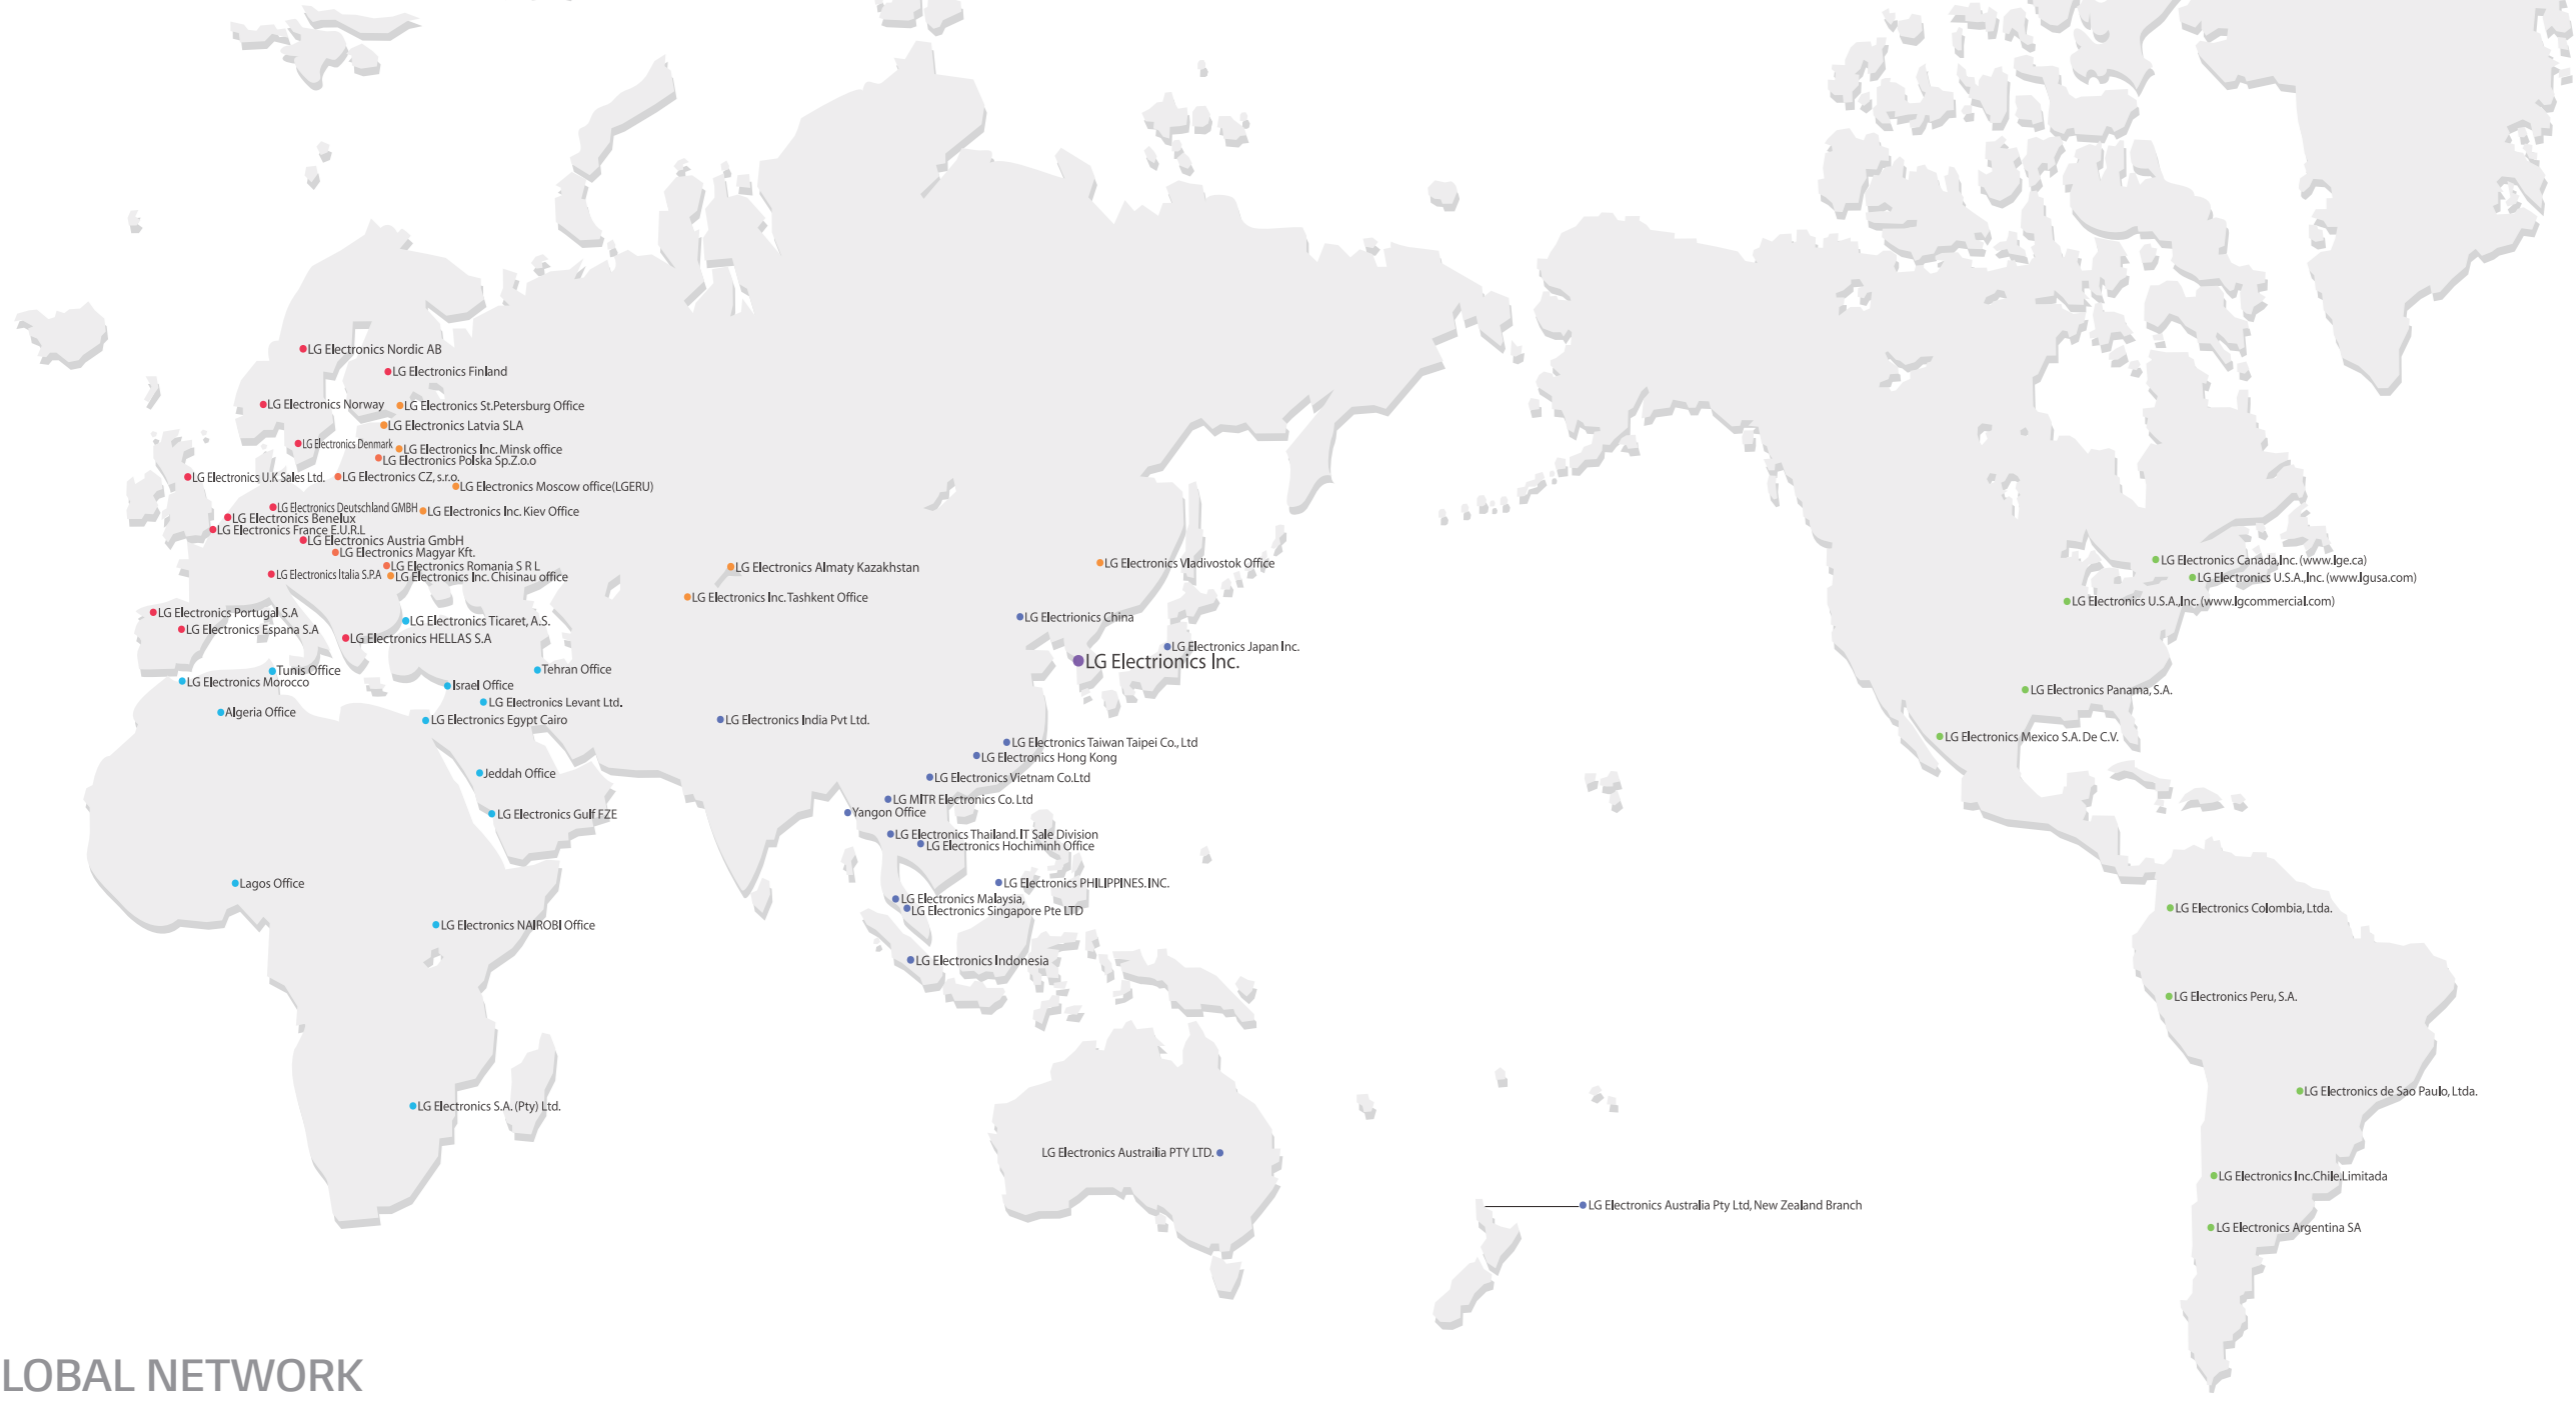 LG Electronics Nordic AB
LG Electronics Finland
LG Electronics Norway
LG Electronics St.Petersburg Office
LG Electronics Latvia SLA
LG Electronics Denmark
LG Electronics Inc. Minsk office
LG Electronics Polska Sp.Z.o.o
LG Electronics U.K Sales Ltd.
LG Electronics CZ, s.r.o.
LG Electronics Moscow office(LGERU)
LG Electronics Deutschland GMBH
LG Electronics Inc. Kiev Office
LG Electronics Benelux
LG Electronics France E.U.R.L
LG Electronics Austria GmbH
LG Electronics Magyar Kft.
LG Electronics Romania S R L
LG Electronics Italia S.P.A
LG Electronics Inc. Chisinau office
LG Electronics Portugal S.A
LG Electronics Espana S.A
LG Electronics Ticaret, A.S.
LG Electronics HELLAS S.A
Tunis Office
LG Electronics Morocco
Algeria Office
Tehran Office
Israel Office
LG Electronics Levant Ltd.
LG Electronics Egypt Cairo
Jeddah Office
LG Electronics Gulf FZE
Lagos Office
LG Electronics NAIROBI Office
LG Electronics S.A. (Pty) Ltd.
LG Electronics Almaty Kazakhstan
LG Electronics Inc. Tashkent Office
LG Electronics Vladivostok Office
LG Electrionics China
LG Electronics Japan Inc.
LG Electrionics Inc.
LG Electronics India Pvt Ltd.
LG Electronics Taiwan Taipei Co., Ltd
LG Electronics Hong Kong
LG Electronics Vietnam Co.Ltd
LG MITR Electronics Co. Ltd
Yangon Office
LG Electronics Thailand. IT Sale Division
LG Electronics Hochiminh Office
LG Electronics PHILIPPINES. INC.
LG Electronics Malaysia,
LG Electronics Singapore Pte LTD
LG Electronics Indonesia
LG Electronics Austrailia PTY LTD.
LG Electronics Australia Pty Ltd, New Zealand Branch
LG Electronics Canada,Inc. (www.lge.ca)
LG Electronics U.S.A., Inc. (www.lgusa.com)
LG Electronics U.S.A., Inc. (www.lgcommercial.com)
LG Electronics Panama, S.A.
LG Electronics Mexico S.A. De C.V.
LG Electronics Colombia, Ltda.
LG Electronics Peru, S.A.
LG Electronics de Sao Paulo, Ltda.
LG Electronics Inc.Chile.Limitada
LG Electronics Argentina SA
LOBAL NETWORK